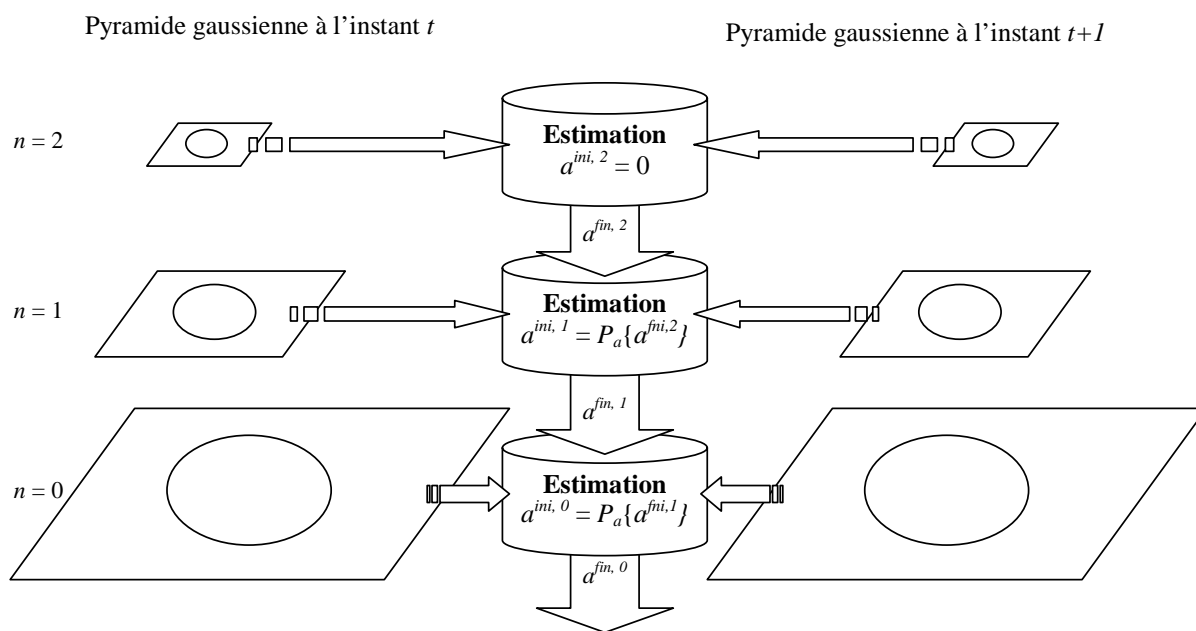 Pyramide gaussienne à l’instant t
Pyramide gaussienne à l’instant t+1
n = 2
Estimation
a^{ini, 2} = 0
a^{fin, 2}
n = 1
Estimation
a^{ini, 1} = P_a{a^{fni,2}}
a^{fin, 1}
n = 0
Estimation
a^{ini, 0} = P_a{a^{fni,1}}
a^{fin, 0}